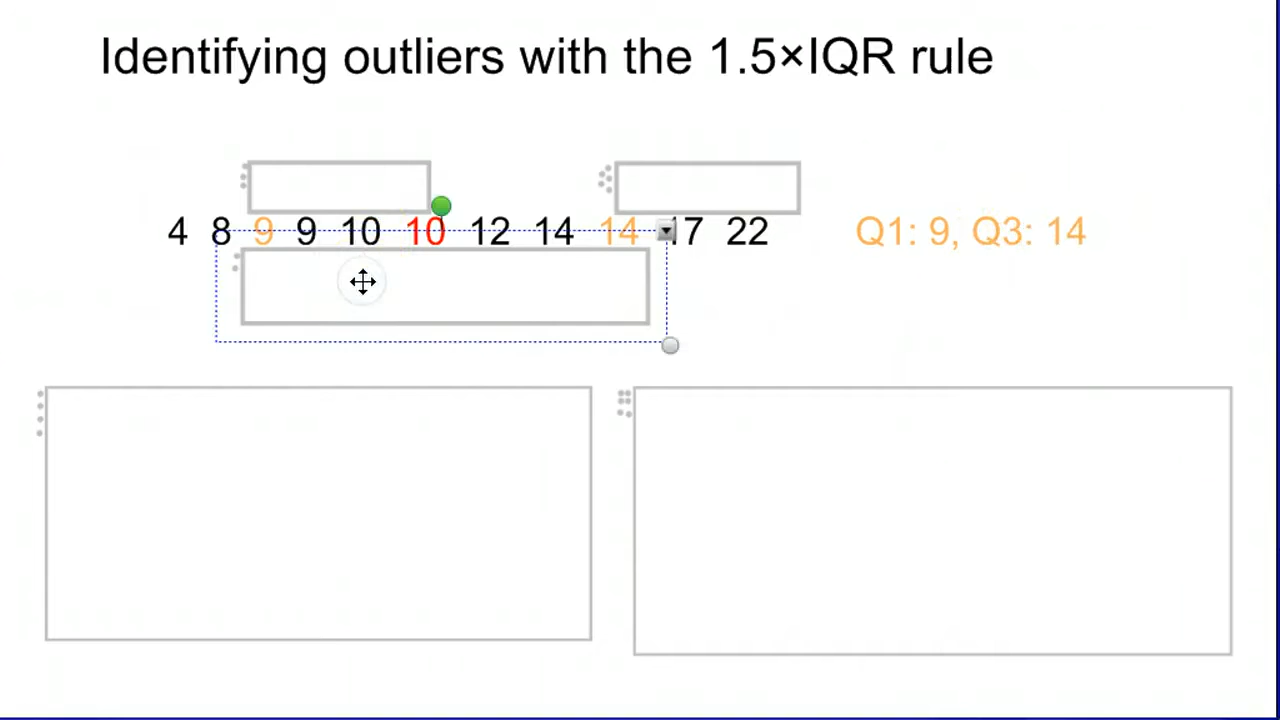 Identifying outliers with the 1.5×IQR rule
4 8 9 9 10 10 12 14 14 17 22 Q1: 9, Q3: 14